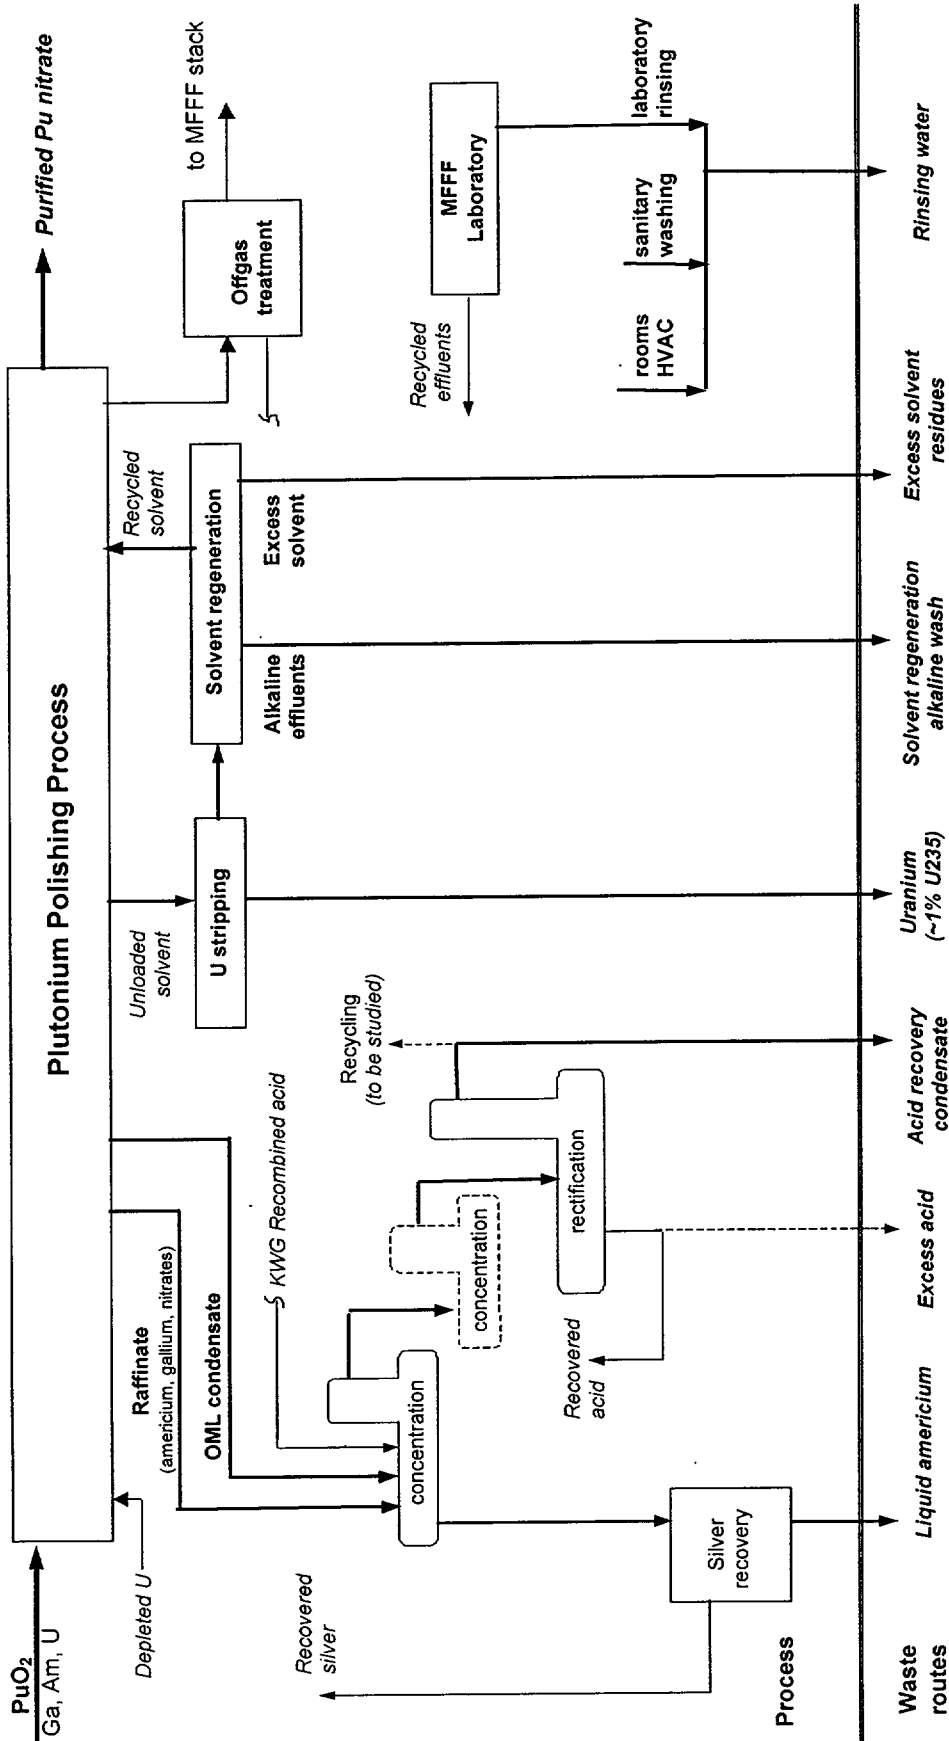 PuO2
Ga, Am, U
Plutonium Polishing Process
Purified Pu nitrate
Depleted U
Raffinate
(americium, gallium, nitrates)
OML condensate
Unloaded
solvent
Recycled
solvent
to MFFF stack
U stripping
Solvent regeneration
Offgas
treatment
KWG Recombined acid
Alkaline
effluents
Excess
solvent
Recovered
silver
Recycling
(to be studied)
Recycled
effluents
MFFF
Laboratory
concentration
concentration
rectification
Recovered
acid
rooms
HVAC
sanitary
washing
laboratory
rinsing
Silver
recovery
Process
Waste
routes
Liquid americium
Excess acid
Acid recovery
condensate
Uranium
(~1% U235)
Solvent regeneration
alkaline wash
Excess solvent
residues
Rinsing water